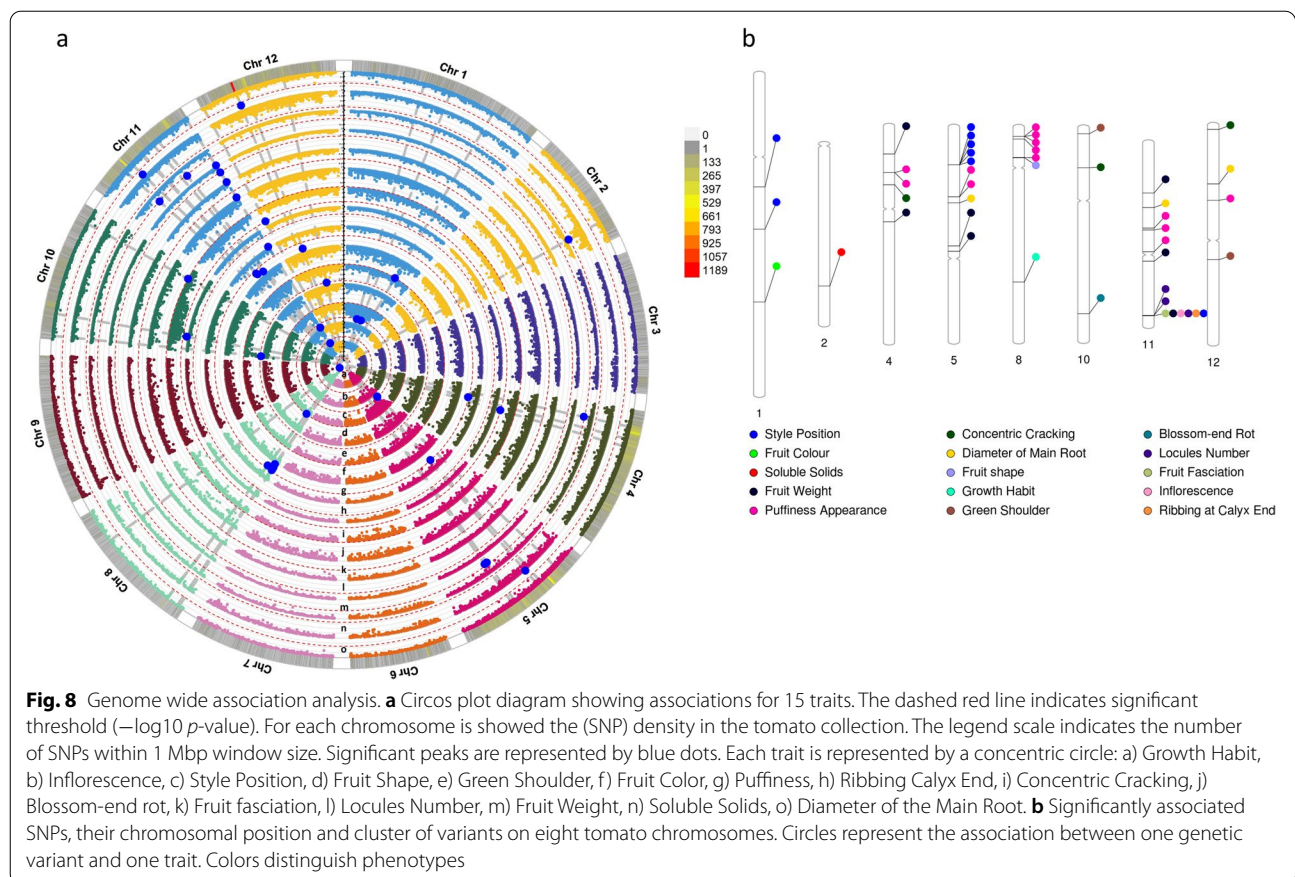 a
b
Chr 1
Chr 2
Chr 3
Chr 4
Chr 5
Chr 6
Chr 7
Chr 8
Chr 9
Chr 10
Chr 11
Chr 12
a
b
c
d
e
f
g
h
i
j
k
l
m
n
o
0
1
133
265
397
529
661
793
925
1057
1189
1
2
4
5
8
10
11
12
Style Position
Fruit Colour
Soluble Solids
Fruit Weight
Puffiness Appearance
Concentric Cracking
Diameter of Main Root
Fruit shape
Growth Habit
Green Shoulder
Blossom-end Rot
Locules Number
Fruit Fasciation
Inflorescence
Ribbing at Calyx End
Fig. 8 Genome wide association analysis. a Circos plot diagram showing associations for 15 traits. The dashed red line indicates significant
threshold (−log10 p-value). For each chromosome is showed the (SNP) density in the tomato collection. The legend scale indicates the number
of SNPs within 1 Mbp window size. Significant peaks are represented by blue dots. Each trait is represented by a concentric circle: a) Growth Habit,
b) Inflorescence, c) Style Position, d) Fruit Shape, e) Green Shoulder, f) Fruit Color, g) Puffiness, h) Ribbing Calyx End, i) Concentric Cracking, j)
Blossom-end rot, k) Fruit fasciation, l) Locules Number, m) Fruit Weight, n) Soluble Solids, o) Diameter of the Main Root. b Significantly associated
SNPs, their chromosomal position and cluster of variants on eight tomato chromosomes. Circles represent the association between one genetic
variant and one trait. Colors distinguish phenotypes